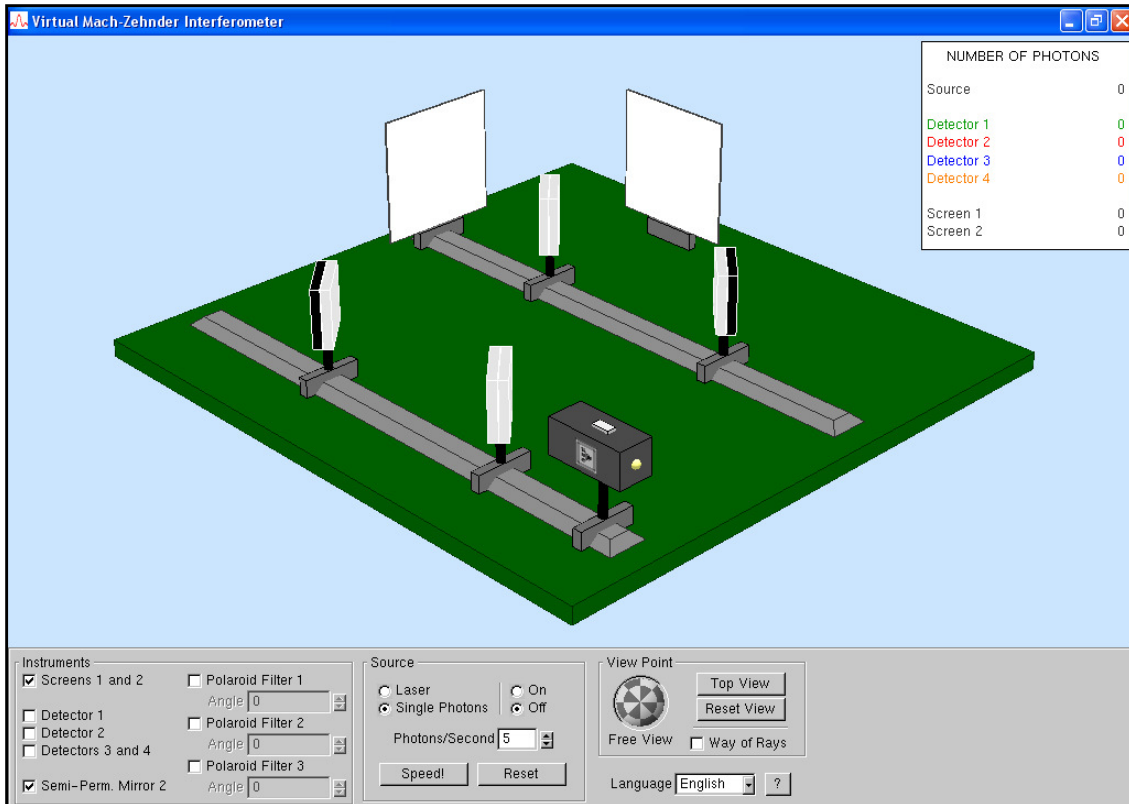 Virtual Mach-Zehnder Interferometer
NUMBER OF PHOTONS
Source 0
Detector 1 0
Detector 2 0
Detector 3 0
Detector 4 0
Screen 1 0
Screen 2 0
Instruments
Screens 1 and 2
Detector 1
Detector 2
Detectors 3 and 4
Semi-Perm. Mirror 2
Polaroid Filter 1
Angle 0
Polaroid Filter 2
Angle 0
Polaroid Filter 3
Angle 0
Source
Laser
Single Photons
On
Off
Photons/Second 5
Speed!
Reset
View Point
Free View
Top View
Reset View
Way of Rays
Language English ?